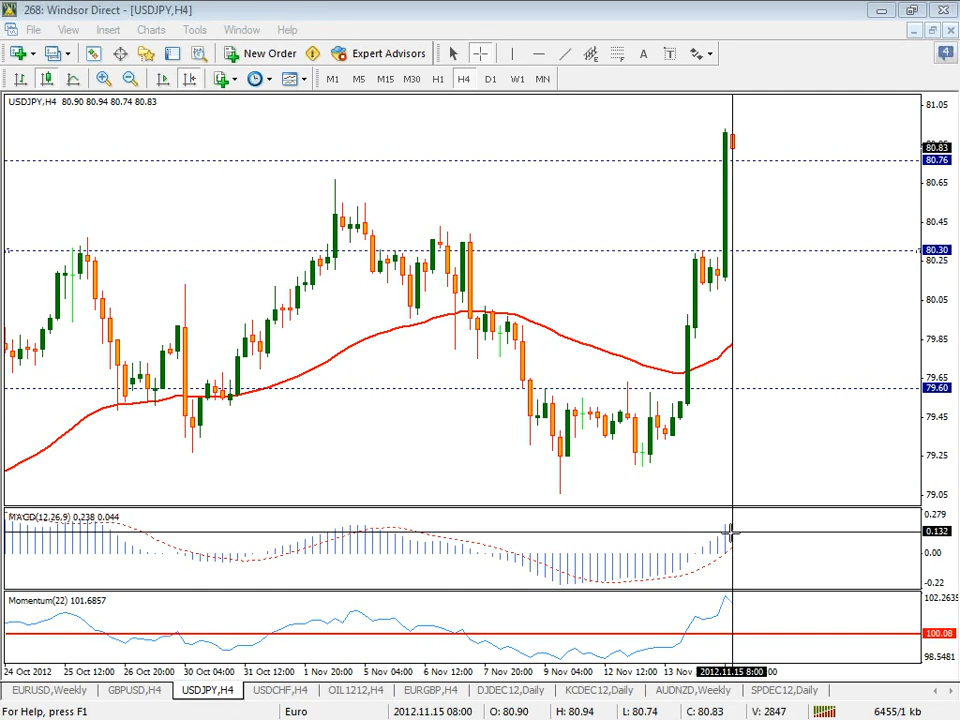 268: Windsor Direct - [USDJPY,H4]
File View Insert Charts Tools Window Help
New Order Expert Advisors A T 4
M1 M5 M15 M30 H1 H4 D1 W1 MN
USDJPY,H4 80.90 80.94 80.74 80.83
81.05
80.83
80.76
80.65
80.45
80.30
80.25
80.05
79.85
79.65
79.60
79.45
79.25
79.05
MACD(12,26,9) 0.238 0.044
0.279
0.132
0.00
-0.22
Momentum(22) 101.6857
102.2635
100.08
98.5481
24 Oct 2012 25 Oct 12:00 26 Oct 20:00 30 Oct 04:00 31 Oct 12:00 1 Nov 20:00 5 Nov 04:00 6 Nov 12:00 7 Nov 20:00 9 Nov 04:00 12 Nov 12:00 13 Nov 2012.11.15 8:00 00
EURUSD,Weekly GBPUSD,H4 USDJPY,H4 USDCHF,H4 OIL1212,H4 EURGBP,H4 DJDEC12,Daily KCDEC12,Daily AUDNZD,Weekly SPDEC12,Daily
For Help, press F1 Euro 2012.11.15 08:00 O: 80.90 H: 80.94 L: 80.74 C: 80.83 V: 2847 6455/1 kb